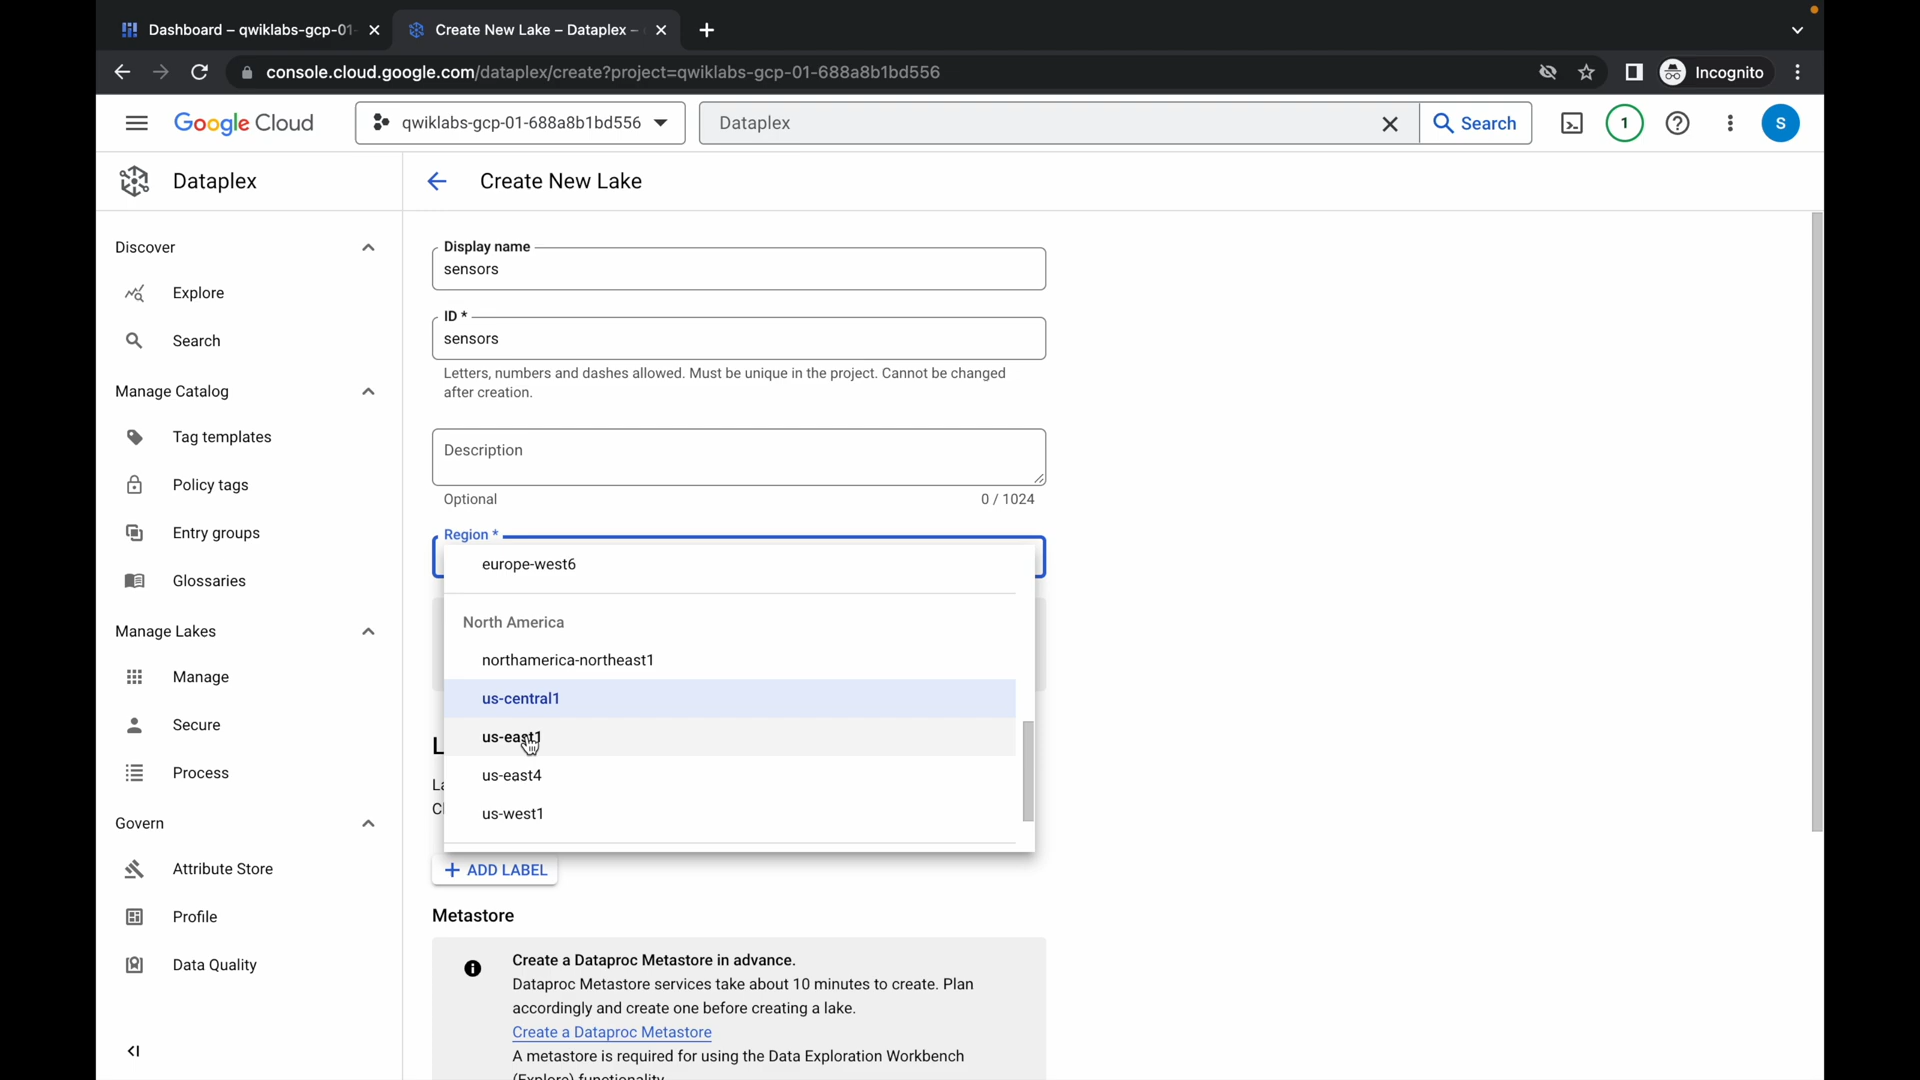 Dashboard – qwiklabs-gcp-01-
Create New Lake – Dataplex –
console.cloud.google.com/dataplex/create?project=qwiklabs-gcp-01-688a8b1bd556
Incognito
Google Cloud
qwiklabs-gcp-01-688a8b1bd556
Dataplex
Search
1
S
Dataplex
Create New Lake
Discover
Explore
Search
Manage Catalog
Tag templates
Policy tags
Entry groups
Glossaries
Manage Lakes
Manage
Secure
Process
Govern
Attribute Store
Profile
Data Quality
Display name
sensors
ID *
sensors
Letters, numbers and dashes allowed. Must be unique in the project. Cannot be changed
after creation.
Description
Optional
0 / 1024
Region *
europe-west6
North America
northamerica-northeast1
us-central1
us-east1
us-east4
us-west1
ADD LABEL
Metastore
Create a Dataproc Metastore in advance.
Dataproc Metastore services take about 10 minutes to create. Plan
accordingly and create one before creating a lake.
Create a Dataproc Metastore
A metastore is required for using the Data Exploration Workbench
(Explore) functionality